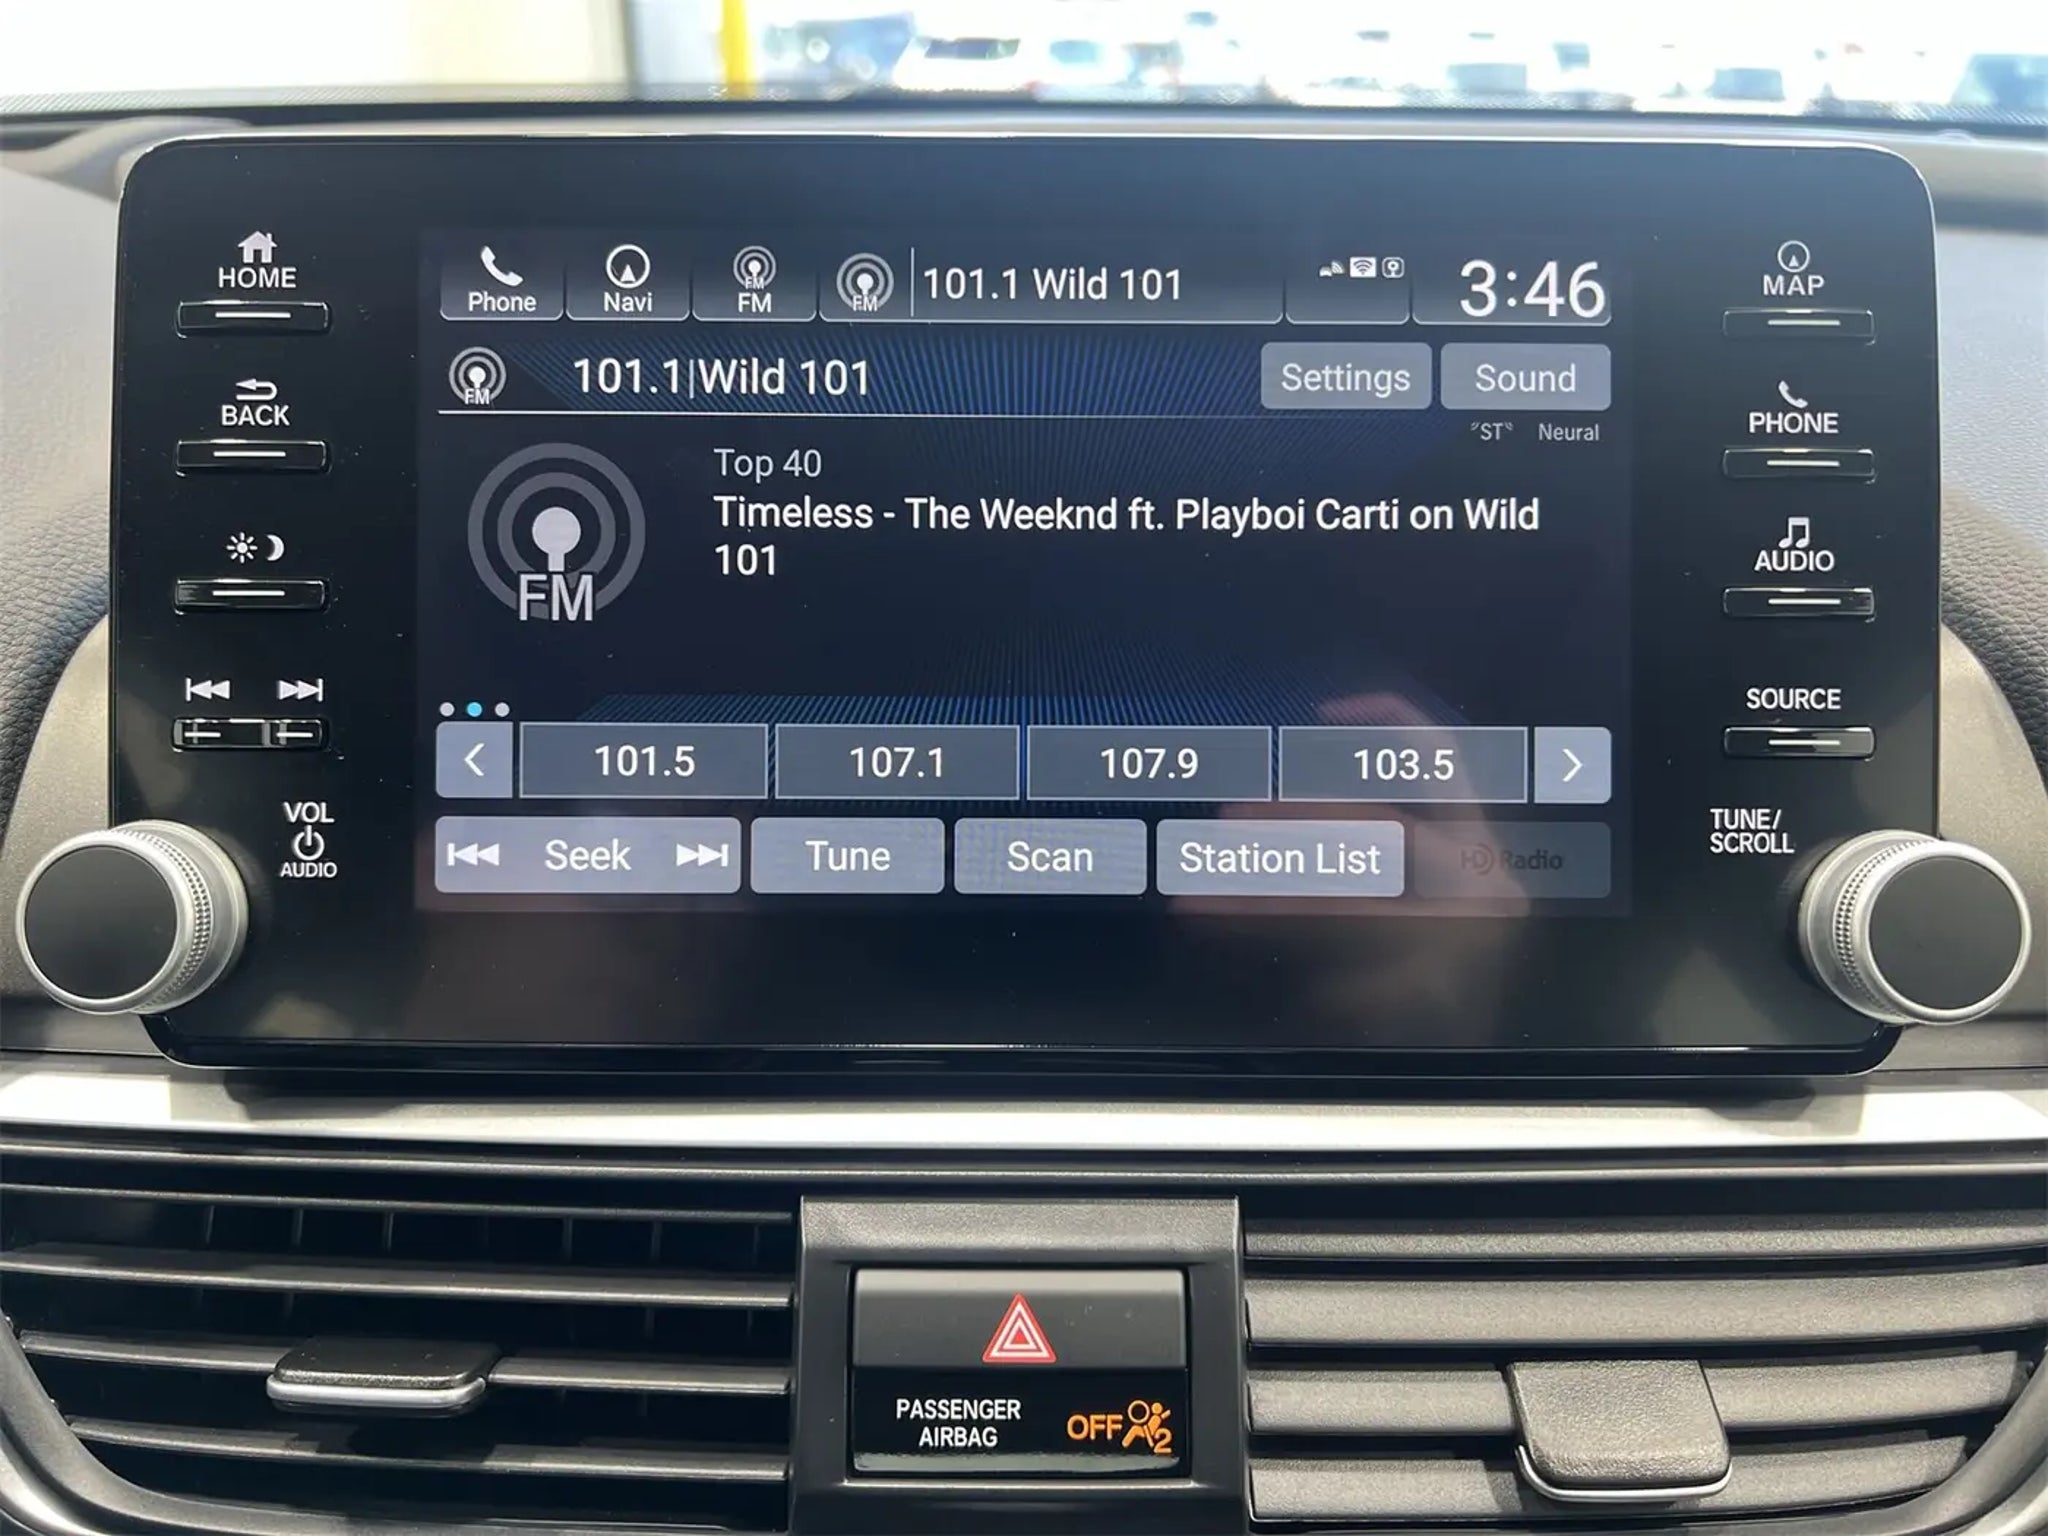 HOME
BACK
VOL
AUDIO
Phone
Navi
FM
FM
FM
101.1 Wild 101
3:46
FM
101.1|Wild 101
Settings
Sound
"ST"
Neural
Top 40
Timeless - The Weeknd ft. Playboi Carti on Wild
101
FM
101.5
107.1
107.9
103.5
Seek
Tune
Scan
Station List
HD Radio
MAP
PHONE
AUDIO
SOURCE
TUNE/
SCROLL
PASSENGER
AIRBAG
OFF
2